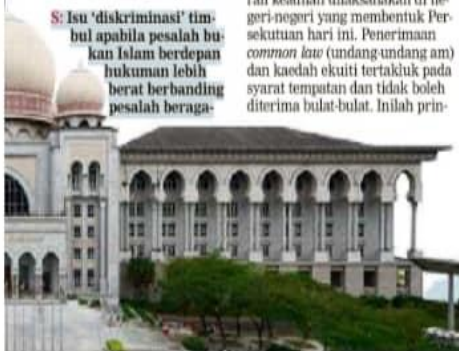 S: Isu ‘diskriminasi’ tim-
bul apabila pesalah bu-
kan Islam berdepan
hukuman lebih
berat berbanding
pesalah beraga-
geri-negeri yang membentuk Per-
sekutuan hari ini. Penerimaan
common law (undang-undang am)
dan kaedah ekuiti tertakluk pada
syarat tempatan dan tidak boleh
diterima bulat-bulat. Inilah prin-